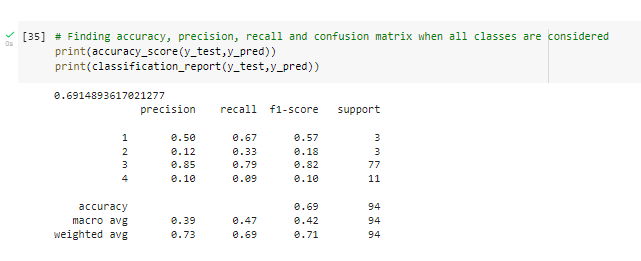 [35] # Finding accuracy, precision, recall and confusion matrix when all classes are considered
0s print(accuracy_score(y_test,y_pred))
print(classification_report(y_test,y_pred))
0.6914893617021277
precision recall f1-score support
1 0.50 0.67 0.57 3
2 0.12 0.33 0.18 3
3 0.85 0.79 0.82 77
4 0.10 0.09 0.10 11
accuracy 0.69 94
macro avg 0.39 0.47 0.42 94
weighted avg 0.73 0.69 0.71 94